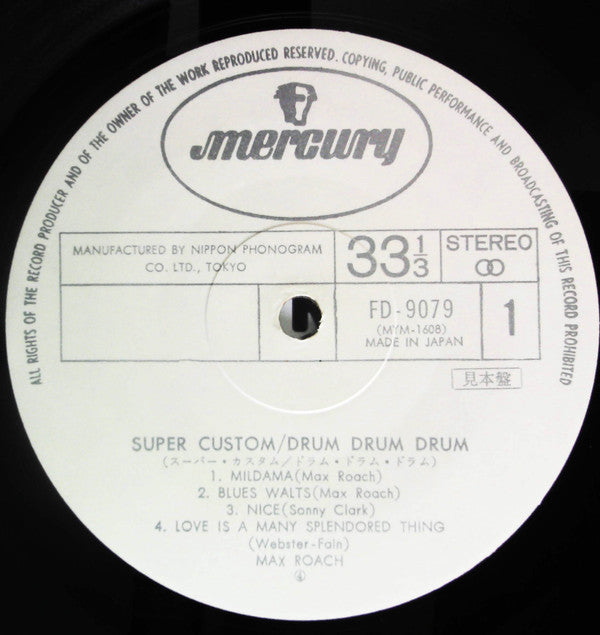 ALL RIGHTS OF THE RECORD PRODUCER AND OF THE OWNER OF THE WORK REPRODUCED RESERVED. COPYING, PUBLIC PERFORMANCE AND BROADCASTING OF THIS RECORD PROHIBITED
mercury
MANUFACTURED BY NIPPON PHONOGRAM
CO. LTD., TOKYO
33 1/3
STEREO
FD-9079
(MYM-1608)
MADE IN JAPAN
1
見本盤
SUPER CUSTOM/DRUM DRUM DRUM
(スーパー・カスタム/ドラム・ドラム・ドラム)
1. MILDAMA(Max Roach)
2. BLUES WALTS(Max Roach)
3. NICE(Sonny Clark)
4. LOVE IS A MANY SPLENDORED THING
(Webster-Fain)
MAX ROACH
④